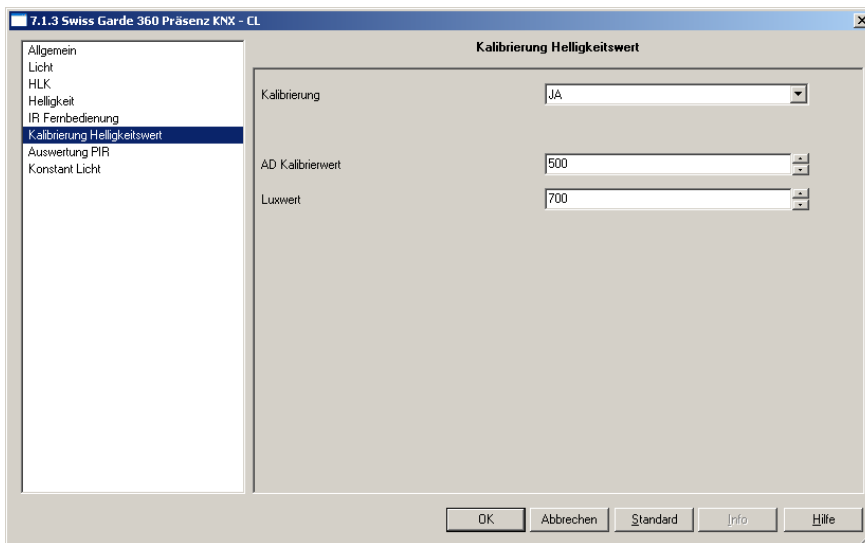 7.1.3 Swiss Garde 360 Präsenz KNX - CL
Allgemein
Licht
HLK
Helligkeit
IR Fernbedienung
Kalibrierung Helligkeitswert
Auswertung PIR
Konstant Licht
Kalibrierung Helligkeitswert
Kalibrierung
JA
AD Kalibrierwert
500
Luxwert
700
OK
Abbrechen
Standard
Info
Hilfe